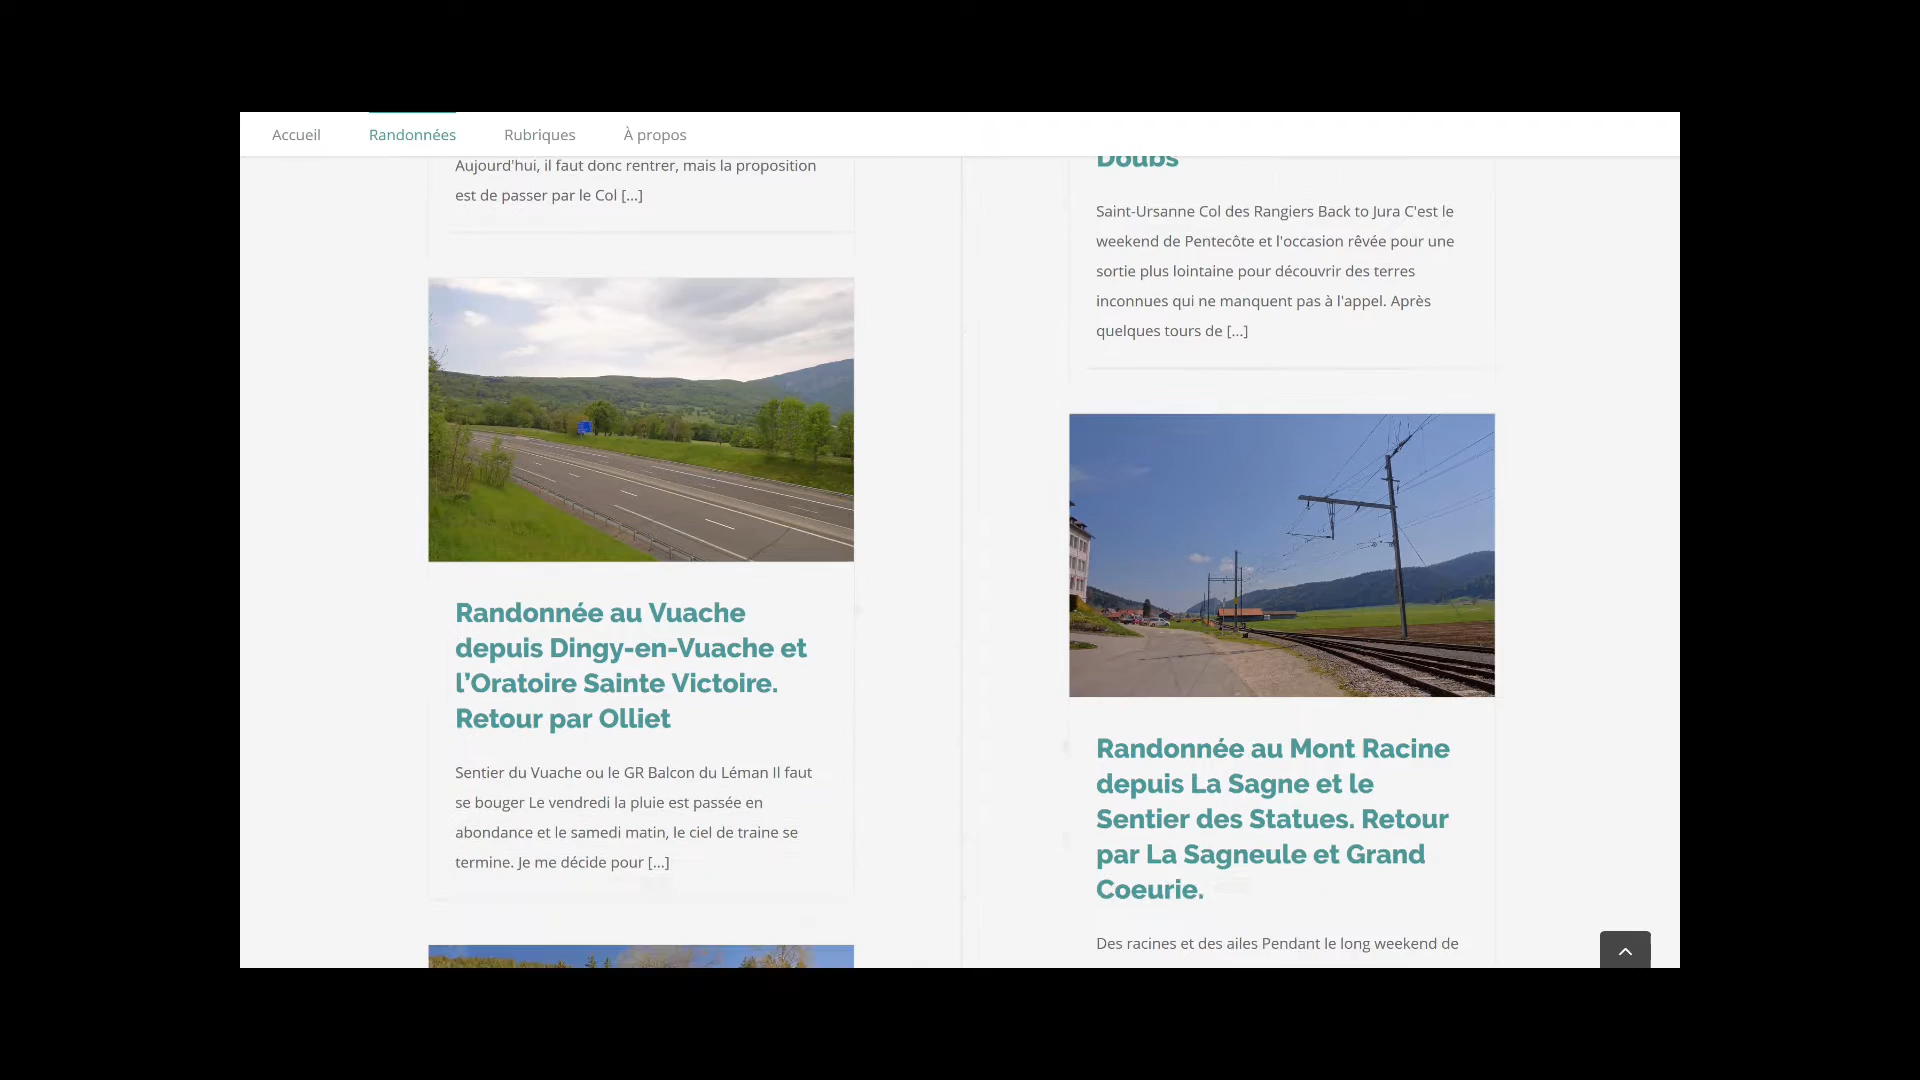 Accueil Randonnées Rubriques À propos
Aujourd'hui, il faut donc rentrer, mais la proposition
est de passer par le Col [...]
Randonnée au Vuache
depuis Dingy-en-Vuache et
l’Oratoire Sainte Victoire.
Retour par Olliet
Sentier du Vuache ou le GR Balcon du Léman Il faut
se bouger Le vendredi la pluie est passée en
abondance et le samedi matin, le ciel de traine se
termine. Je me décide pour [...]
Doubs
Saint-Ursanne Col des Rangiers Back to Jura C'est le
weekend de Pentecôte et l'occasion rêvée pour une
sortie plus lointaine pour découvrir des terres
inconnues qui ne manquent pas à l'appel. Après
quelques tours de [...]
Randonnée au Mont Racine
depuis La Sagne et le
Sentier des Statues. Retour
par La Sagneule et Grand
Coeurie.
Des racines et des ailes Pendant le long weekend de